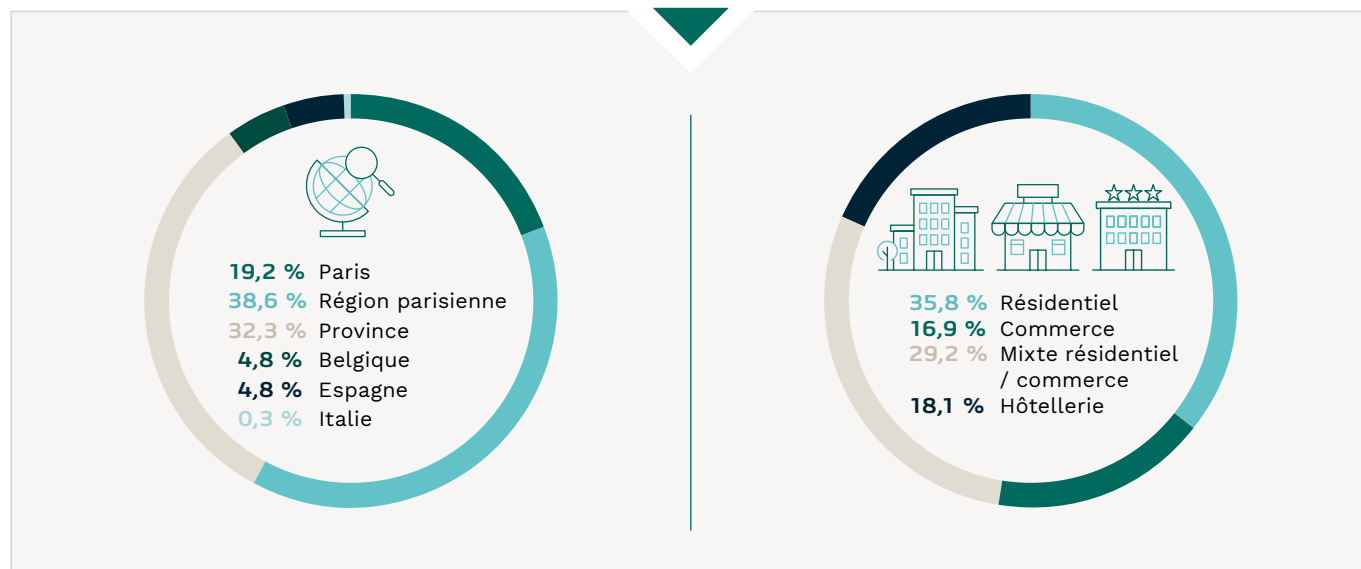 19,2 % Paris
38,6 % Région parisienne
32,3 % Province
4,8 % Belgique
4,8 % Espagne
0,3 % Italie
35,8 % Résidentiel
16,9 % Commerce
29,2 % Mixte résidentiel
/ commerce
18,1 % Hôtellerie